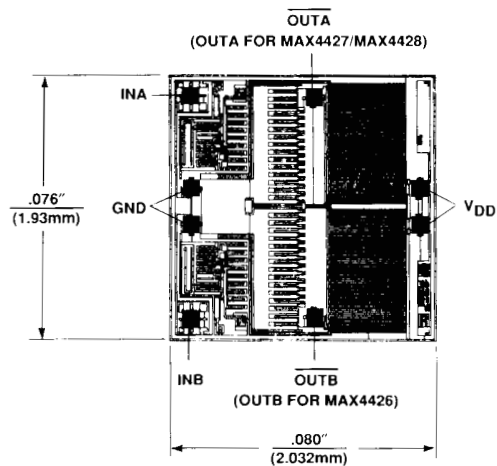 OUTA
(OUTA FOR MAX4427/MAX4428)
INA
.076″
(1.93mm)
GND
VDD
INB
OUTB
(OUTB FOR MAX4426)
.080″
(2.032mm)